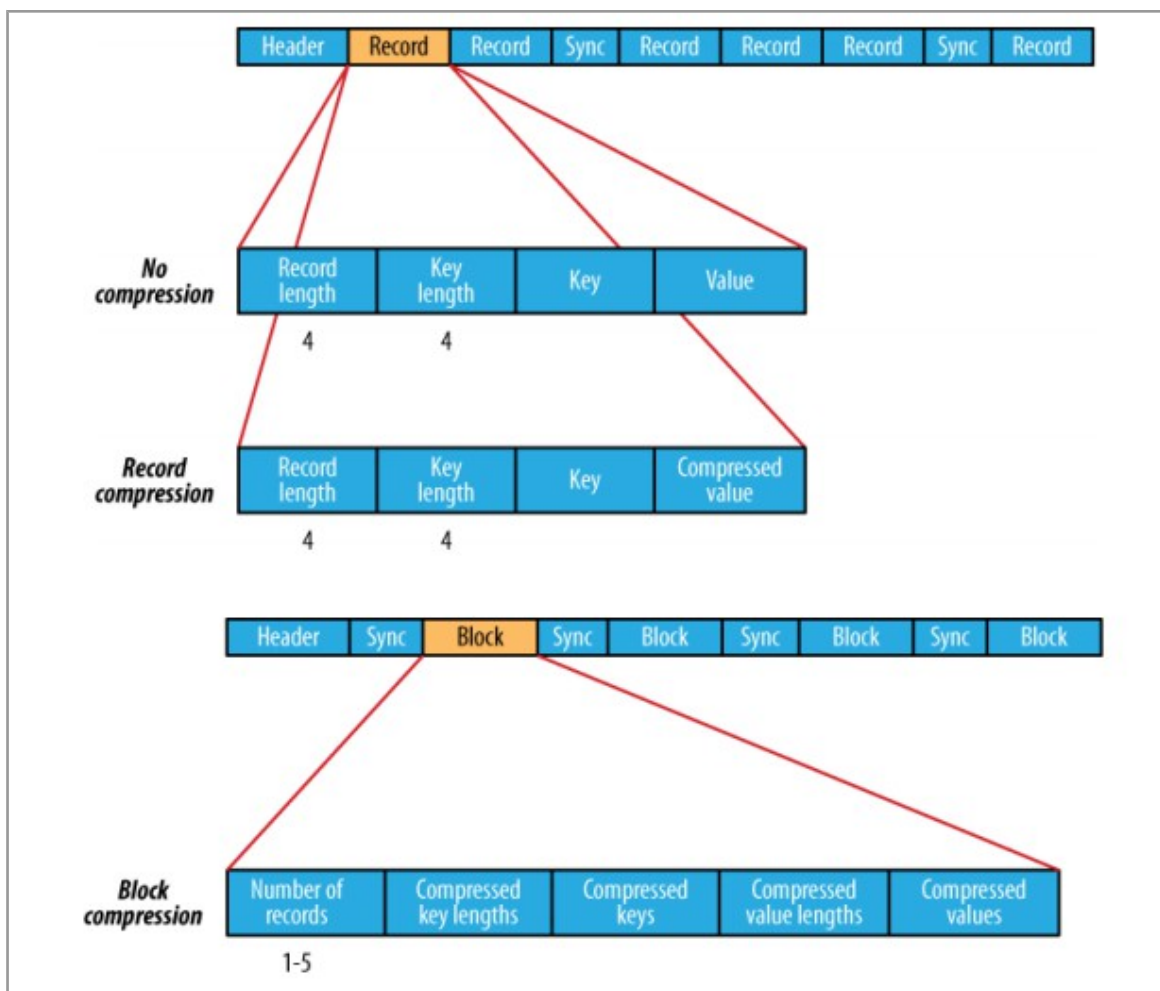 Header Record Record Sync Record Record Record Sync Record
No
compression
Record
length
Key
length
Key
Value
4 4
Record
compression
Record
length
Key
length
Key
Compressed
value
4 4
Header Sync Block Sync Block Sync Block Sync Block
Block
compression
Number of
records
Compressed
key lengths
Compressed
keys
Compressed
value lengths
Compressed
values
1-5